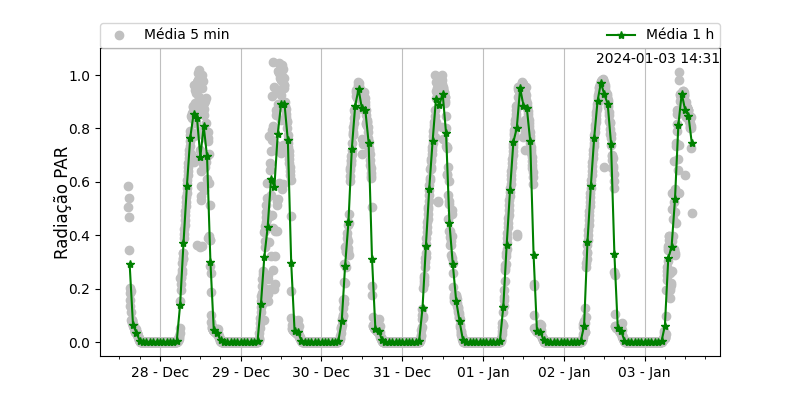 Média 5 min
Média 1 h
2024-01-03 14:31
Radiação PAR
1.0
0.8
0.6
0.4
0.2
0.0
28 - Dec
29 - Dec
30 - Dec
31 - Dec
01 - Jan
02 - Jan
03 - Jan